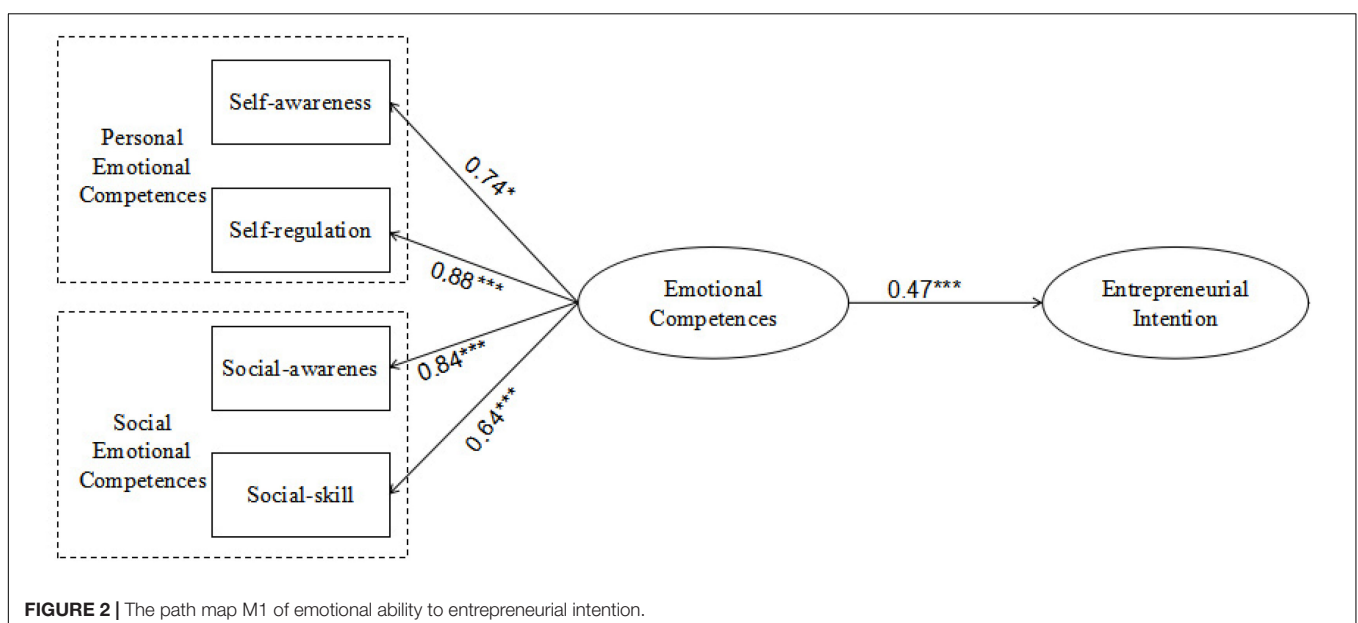 Personal
Emotional
Competences
Self-awareness
Self-regulation
Social
Emotional
Competences
Social-awarenes
Social-skill
0.74*
0.88***
0.84***
0.64***
Emotional
Competences
0.47***
Entrepreneurial
Intention
FIGURE 2 | The path map M1 of emotional ability to entrepreneurial intention.